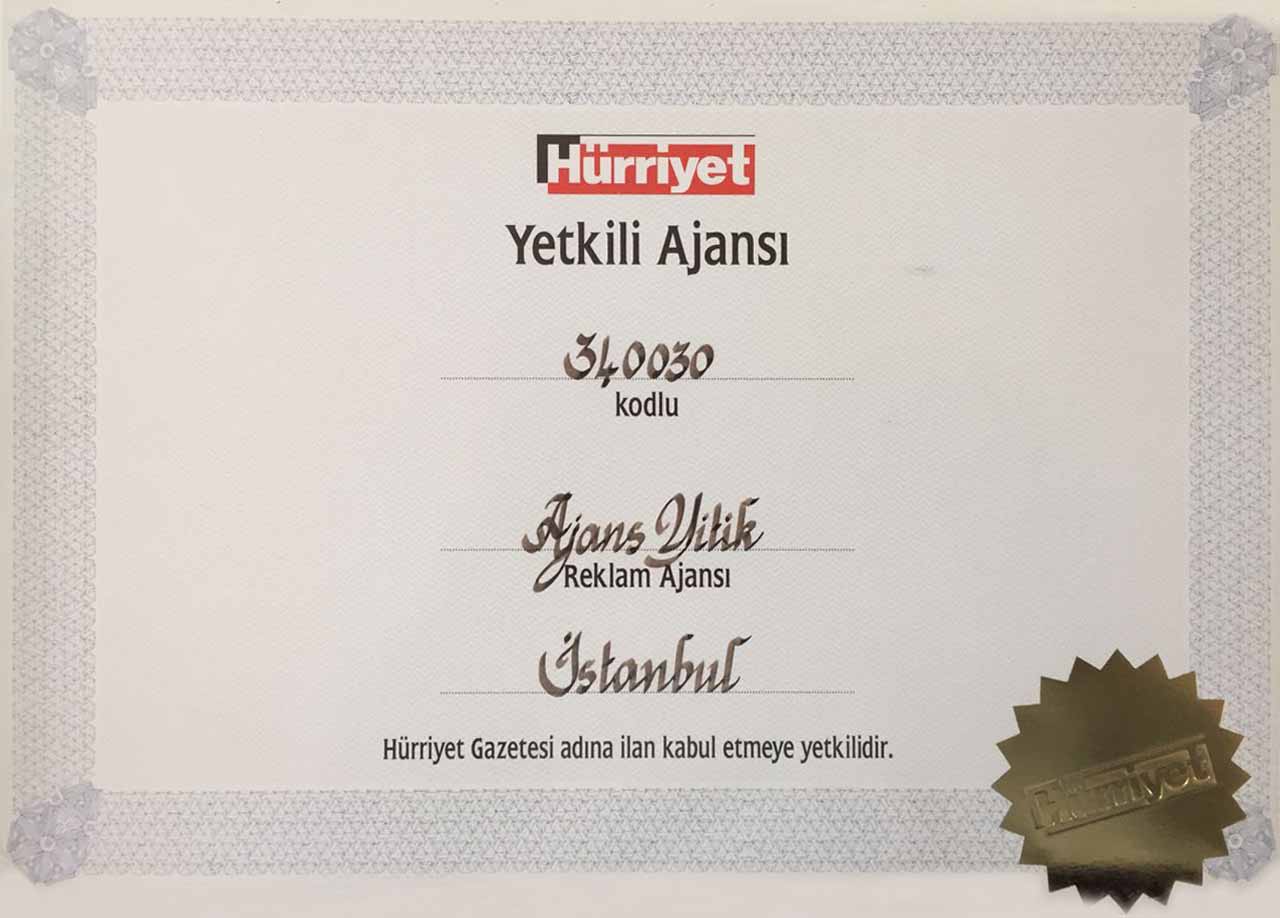 Hürriyet
Yetkili Ajansı
340030
kodlu
Ajans Yitik
Reklam Ajansı
İstanbul
Hürriyet Gazetesi adına ilan kabul etmeye yetkilidir.
Hürriyet